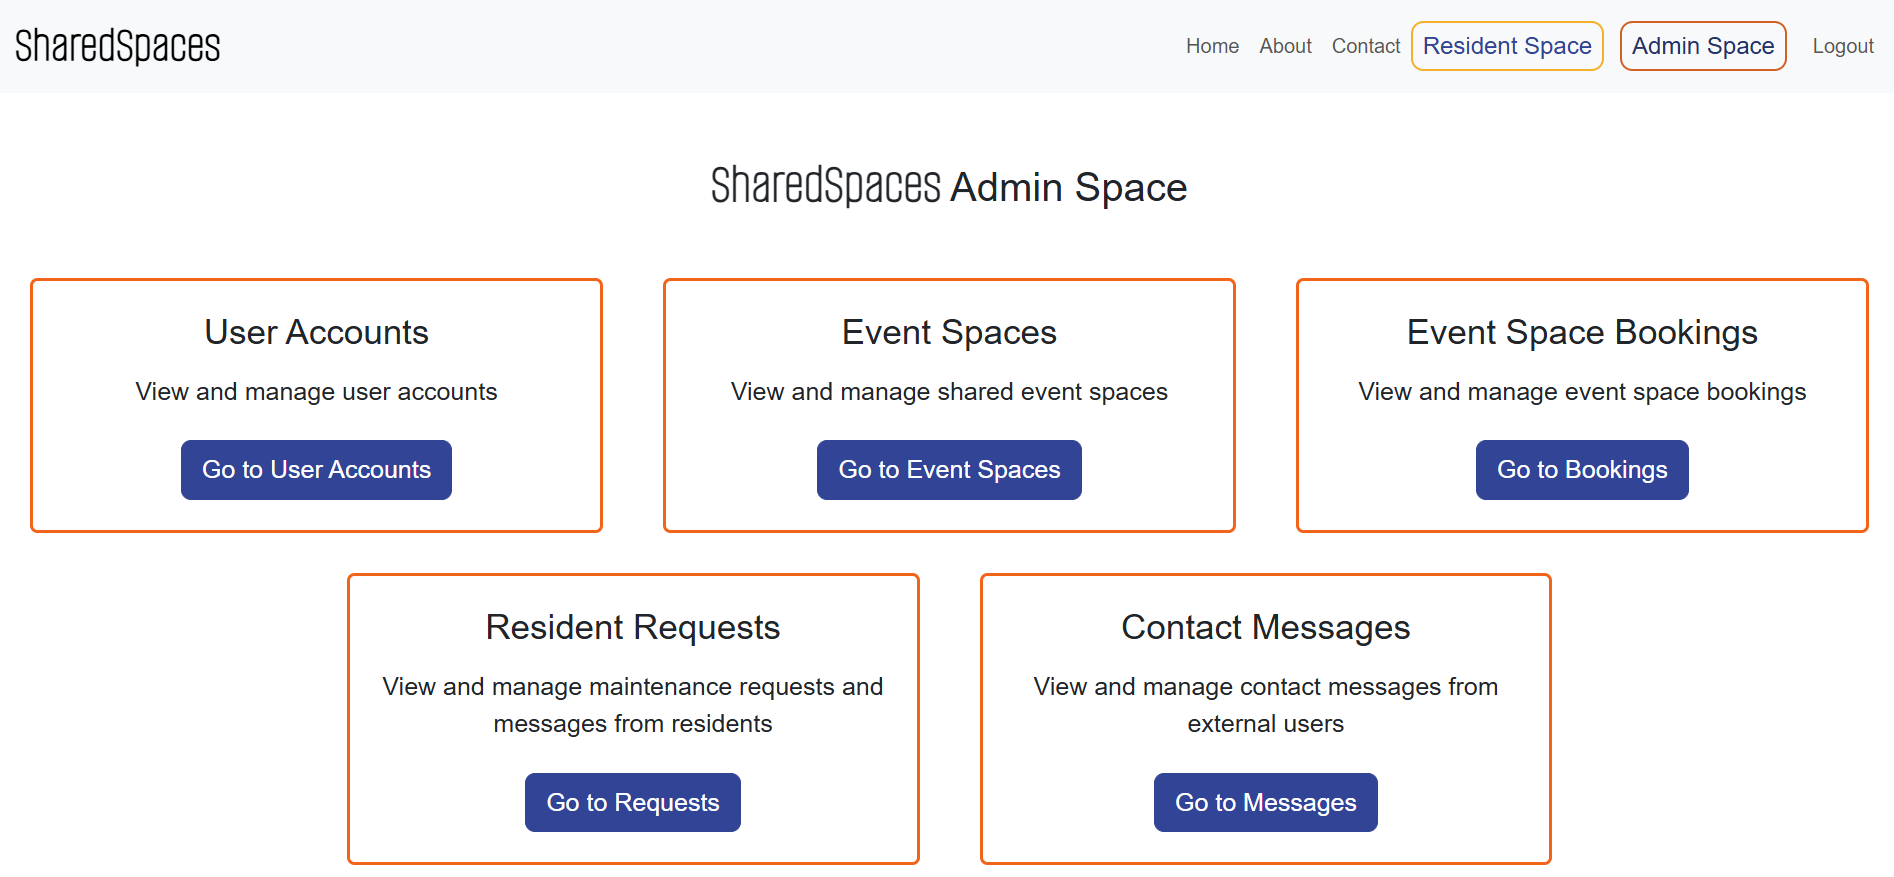 SharedSpaces
Home About Contact Resident Space Admin Space Logout
SharedSpaces Admin Space
User Accounts
View and manage user accounts
Go to User Accounts
Event Spaces
View and manage shared event spaces
Go to Event Spaces
Event Space Bookings
View and manage event space bookings
Go to Bookings
Resident Requests
View and manage maintenance requests and
messages from residents
Go to Requests
Contact Messages
View and manage contact messages from
external users
Go to Messages